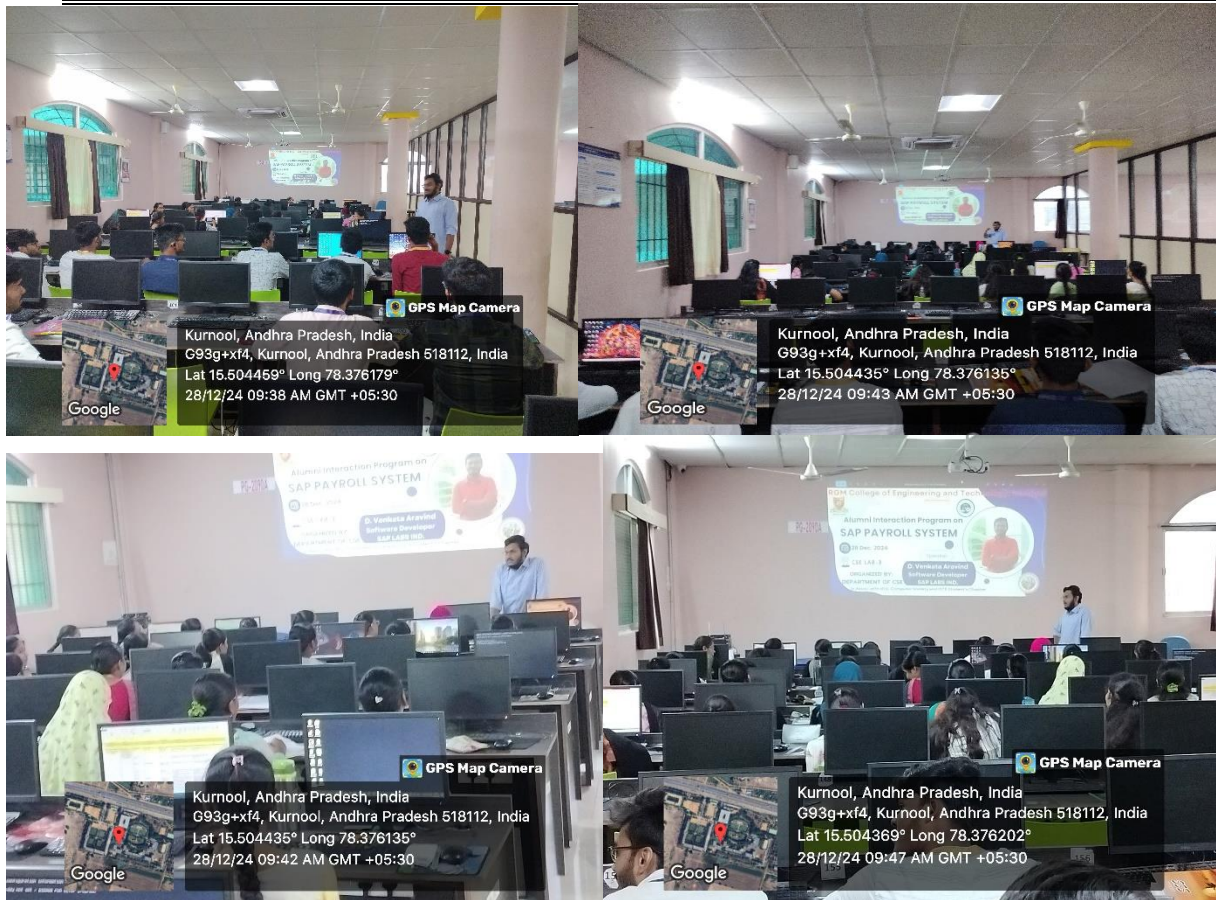 SAP PAYROLL SYSTEM
GPS Map Camera
Kurnool, Andhra Pradesh, India
G93g+xf4, Kurnool, Andhra Pradesh 518112, India
Lat 15.504459° Long 78.376179°
28/12/24 09:38 AM GMT +05:30
Google
GPS Map Camera
Kurnool, Andhra Pradesh, India
G93g+xf4, Kurnool, Andhra Pradesh 518112, India
Lat 15.504435° Long 78.376135°
28/12/24 09:43 AM GMT +05:30
Google
Alumni Interaction Program on
SAP PAYROLL SYSTEM
D. Venkata Aravind
Software Developer
SAP LABS IND.
GPS Map Camera
Kurnool, Andhra Pradesh, India
G93g+xf4, Kurnool, Andhra Pradesh 518112, India
Lat 15.504435° Long 78.376135°
28/12/24 09:42 AM GMT +05:30
Google
RGM College of Engineering and
Alumni Interaction Program on
SAP PAYROLL SYSTEM
28 Dec, 2024
CSE LAB-X
D. Venkata Aravind
Software Developer
SAP LABS IND.
ORGANIZED BY:
DEPARTMENT OF CSE
GPS Map Camera
Kurnool, Andhra Pradesh, India
G93g+xf4, Kurnool, Andhra Pradesh 518112, India
Lat 15.504369° Long 78.376202°
28/12/24 09:47 AM GMT +05:30
Google